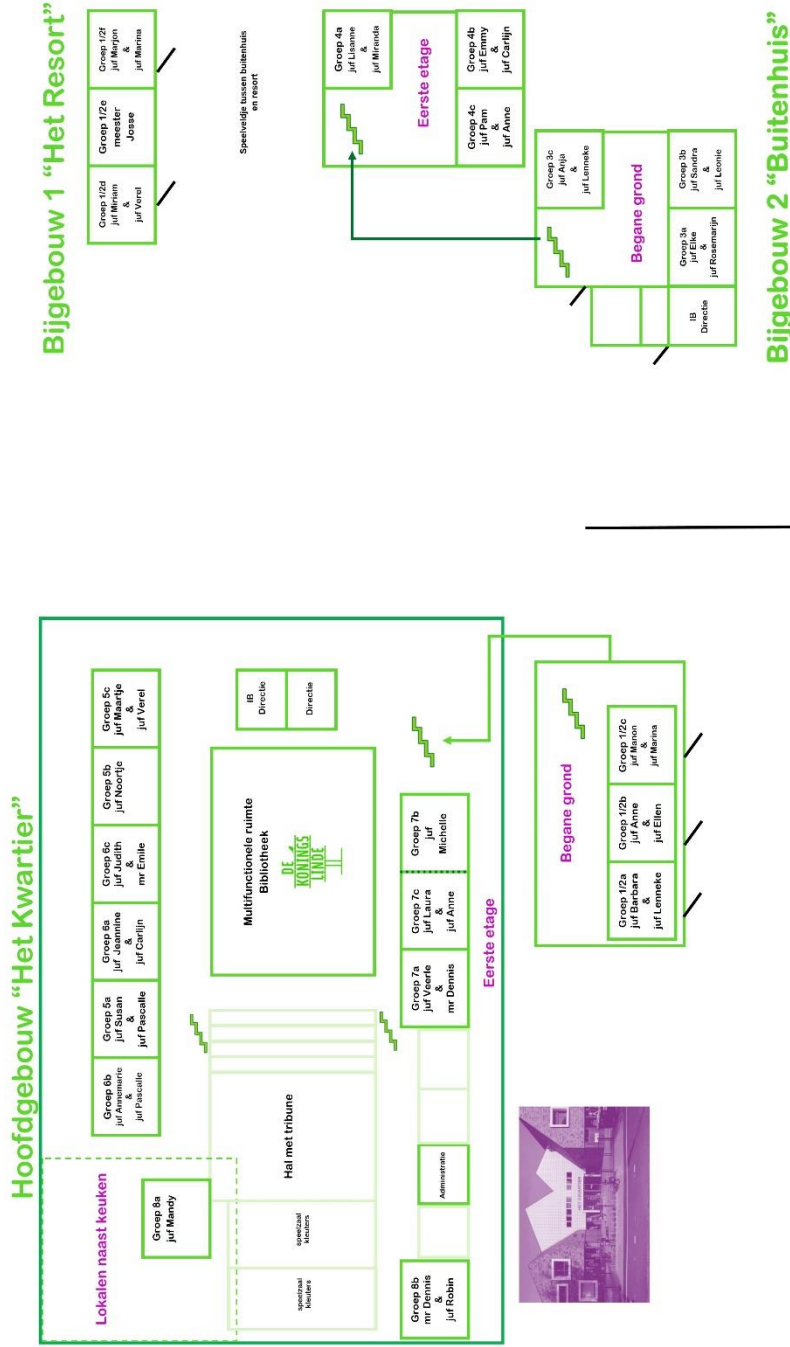 Hoofdgebouw “Het Kwartier”
Lokalen naast keuken
Groep 8a
juf Mandy
Groep 6b
juf Annemarie
&
juf Pascalle
Groep 5a
juf Susan
&
juf Pascalle
Groep 6a
juf Jeannine
&
juf Carlijn
Groep 6c
juf Judith
&
mr Emile
Groep 5b
juf Noortje
Groep 5c
juf Maartje
&
juf Verel
speelzaal
kleuters
speelzaal
kleuters
Hal met tribune
Multifunctionele ruimte
Bibliotheek
DE
KONINGS
LINDE
IB
Directie
Directie
Groep 8b
mr Dennis
&
juf Robin
Administratie
Groep 7a
juf Veerle
&
mr Dennis
Groep 7c
juf Laura
&
juf Anne
Groep 7b
juf
Michelle
Eerste etage
Begane grond
Groep 1/2a
juf Barbara
&
juf Lenneke
Groep 1/2b
juf Anne
&
juf Ellen
Groep 1/2c
juf Manon
&
juf Marina
Bijgebouw 1 “Het Resort”
Groep 1/2d
juf Miriam
&
juf Verel
Groep 1/2e
meester
Josse
Groep 1/2f
juf Marjon
&
juf Marina
Speelveldje tussen buitenhuis
en resort
Groep 4a
juf Lisanne
&
juf Miranda
Eerste etage
Groep 4c
juf Pam
&
juf Anne
Groep 4b
juf Emmy
&
juf Carlijn
Groep 3c
juf Anja
&
juf Lenneke
Begane grond
IB
Directie
Groep 3a
juf Elke
&
juf Rosemarijn
Groep 3b
juf Sandra
&
juf Leonie
Bijgebouw 2 “Buitenhuis”